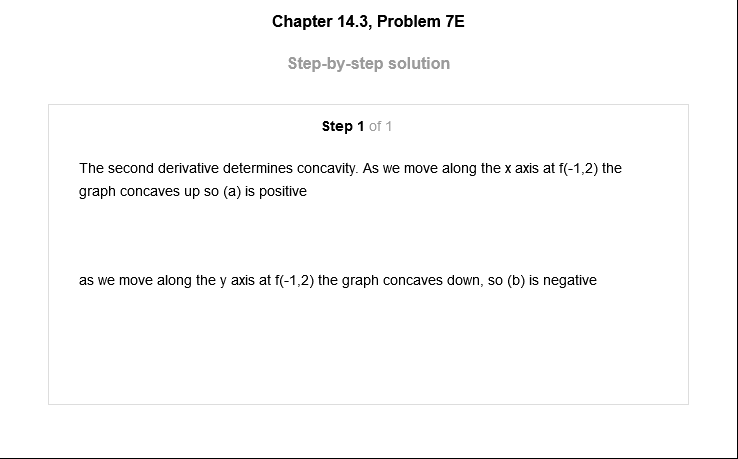 Chapter 14.3, Problem 7E
Step-by-step solution
Step 1 of 1
The second derivative determines concavity. As we move along the x axis at f(-1,2) the
graph concaves up so (a) is positive
as we move along the y axis at f(-1,2) the graph concaves down, so (b) is negative